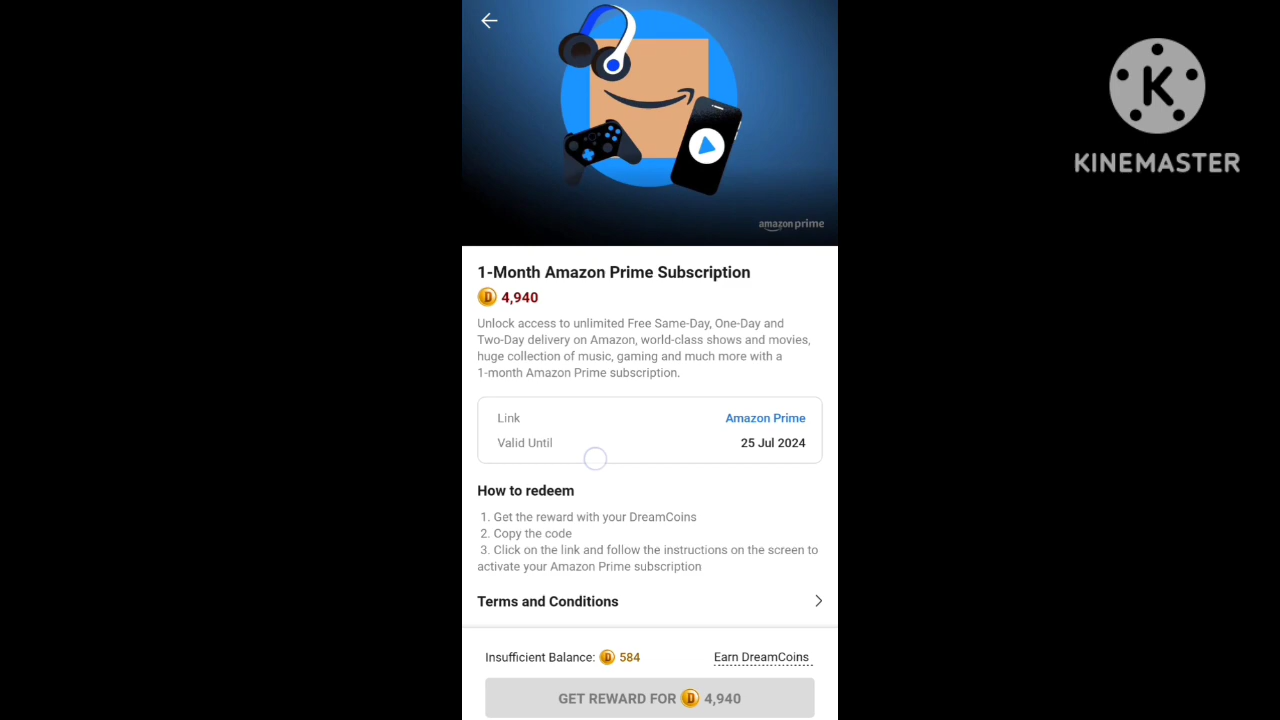 K
KINEMASTER
amazon prime
1-Month Amazon Prime Subscription
D 4,940
Unlock access to unlimited Free Same-Day, One-Day and
Two-Day delivery on Amazon, world-class shows and movies,
huge collection of music, gaming and much more with a
1-month Amazon Prime subscription.
Link Amazon Prime
Valid Until 25 Jul 2024
How to redeem
1. Get the reward with your DreamCoins
2. Copy the code
3. Click on the link and follow the instructions on the screen to
activate your Amazon Prime subscription
Terms and Conditions
Insufficient Balance: D 584 Earn DreamCoins
GET REWARD FOR D 4,940